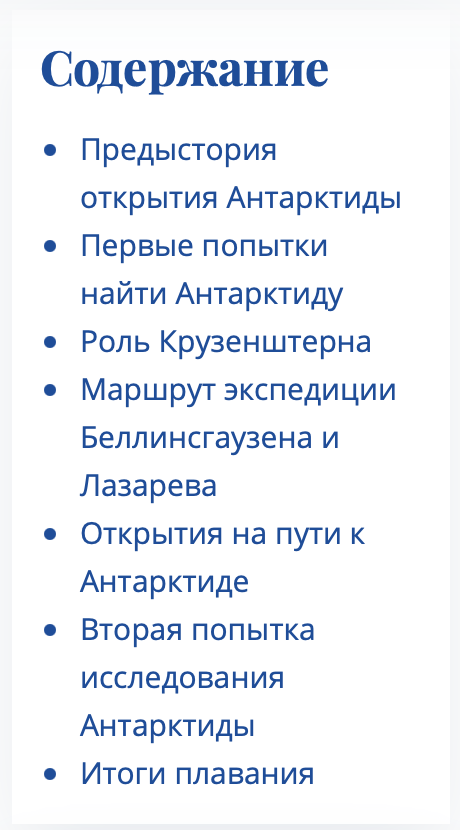 Содержание
Предыстория
открытия Антарктиды
Первые попытки
найти Антарктиду
Роль Крузенштерна
Маршрут экспедиции
Беллинсгаузена и
Лазарева
Открытия на пути к
Антарктиде
Вторая попытка
исследования
Антарктиды
Итоги плавания